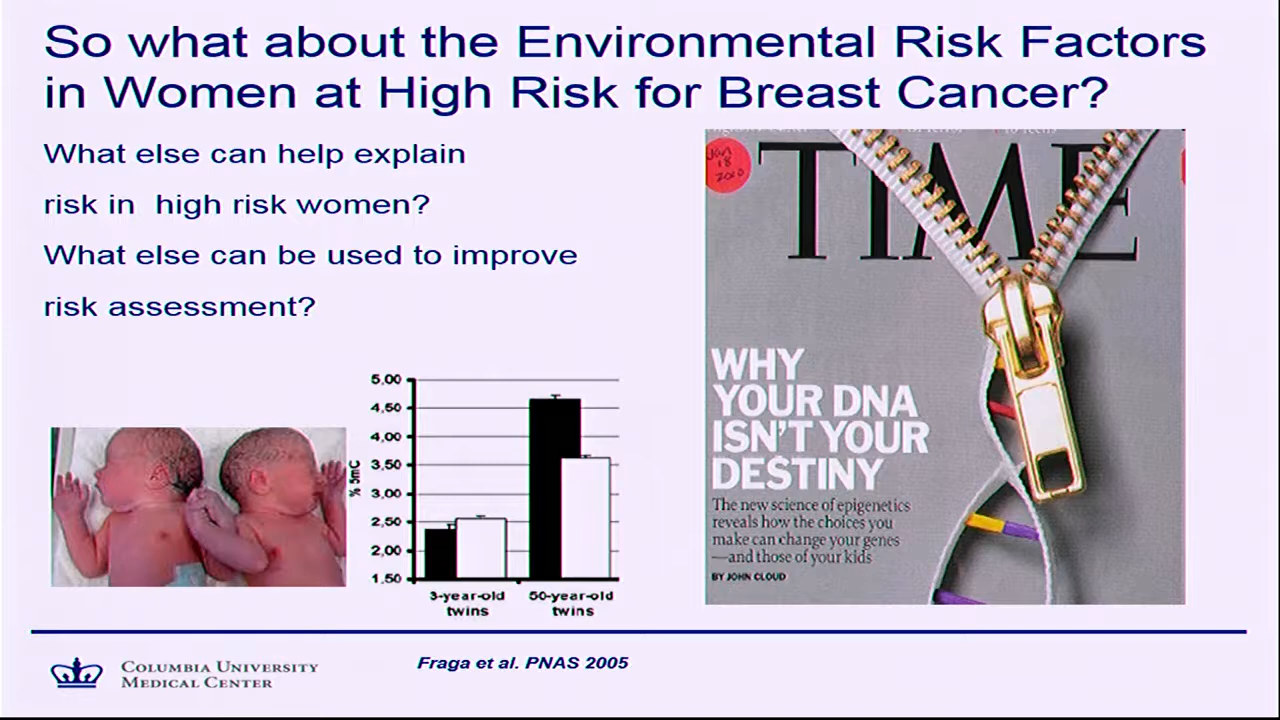 So what about the Environmental Risk Factors
in Women at High Risk for Breast Cancer?
What else can help explain
risk in high risk women?
What else can be used to improve
risk assessment?
5,00
4,50
4,00
3,50
3,00
2,50
2,00
1,50
% 5mC
3-year-old
twins
50-year-old
twins
Jan
18
2010
TIME
WHY
YOUR DNA
ISN'T YOUR
DESTINY
The new science of epigenetics
reveals how the choices you
make can change your genes
—and those of your kids
BY JOHN CLOUD
COLUMBIA UNIVERSITY
MEDICAL CENTER
Fraga et al. PNAS 2005